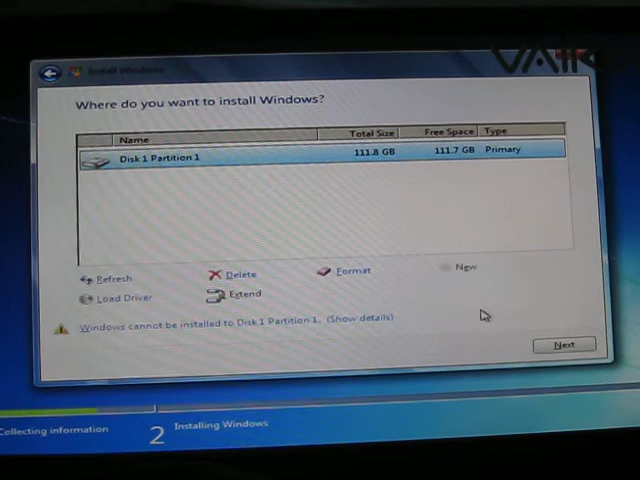 Install Windows
Where do you want to install Windows?
Name Total Size Free Space Type
Disk 1 Partition 1 111.8 GB 111.7 GB Primary
Refresh Delete Format New
Load Driver Extend
Windows cannot be installed to Disk 1 Partition 1. (Show details)
Next
Collecting information 2 Installing Windows